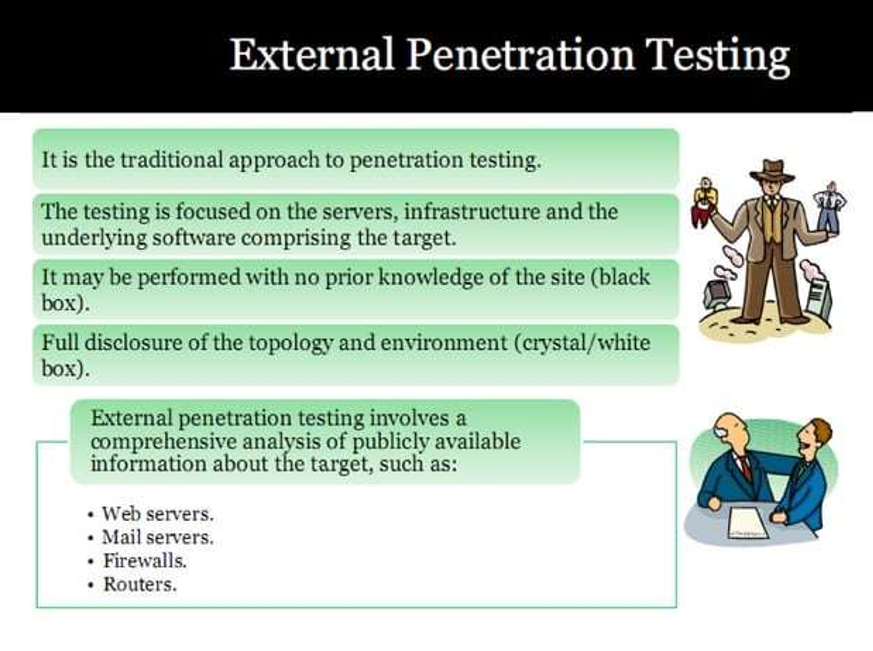 External Penetration Testing
It is the traditional approach to penetration testing.
The testing is focused on the servers, infrastructure and the
underlying software comprising the target.
It may be performed with no prior knowledge of the site (black
box).
Full disclosure of the topology and environment (crystal/white
box).
External penetration testing involves a
comprehensive analysis of publicly available
information about the target, such as:
• Web servers.
• Mail servers.
• Firewalls.
• Routers.